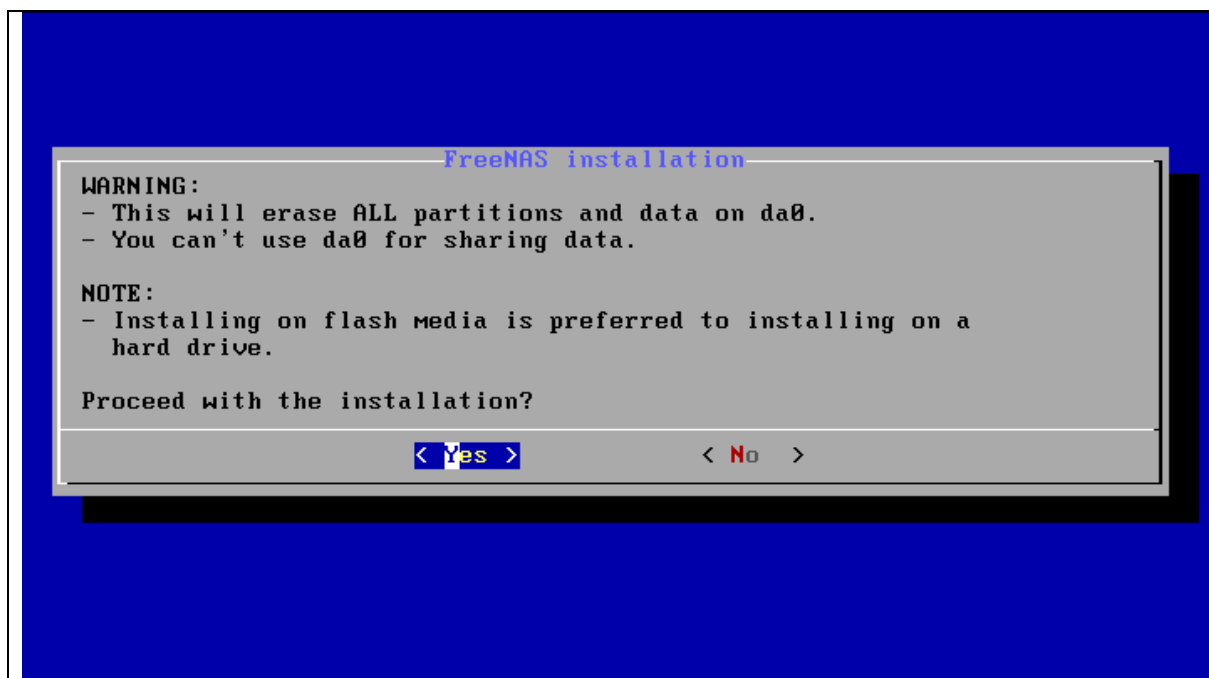 FreeNAS installation
WARNING:
- This will erase ALL partitions and data on da0.
- You can't use da0 for sharing data.
NOTE:
- Installing on flash media is preferred to installing on a
hard drive.
Proceed with the installation?
< Yes > < No >